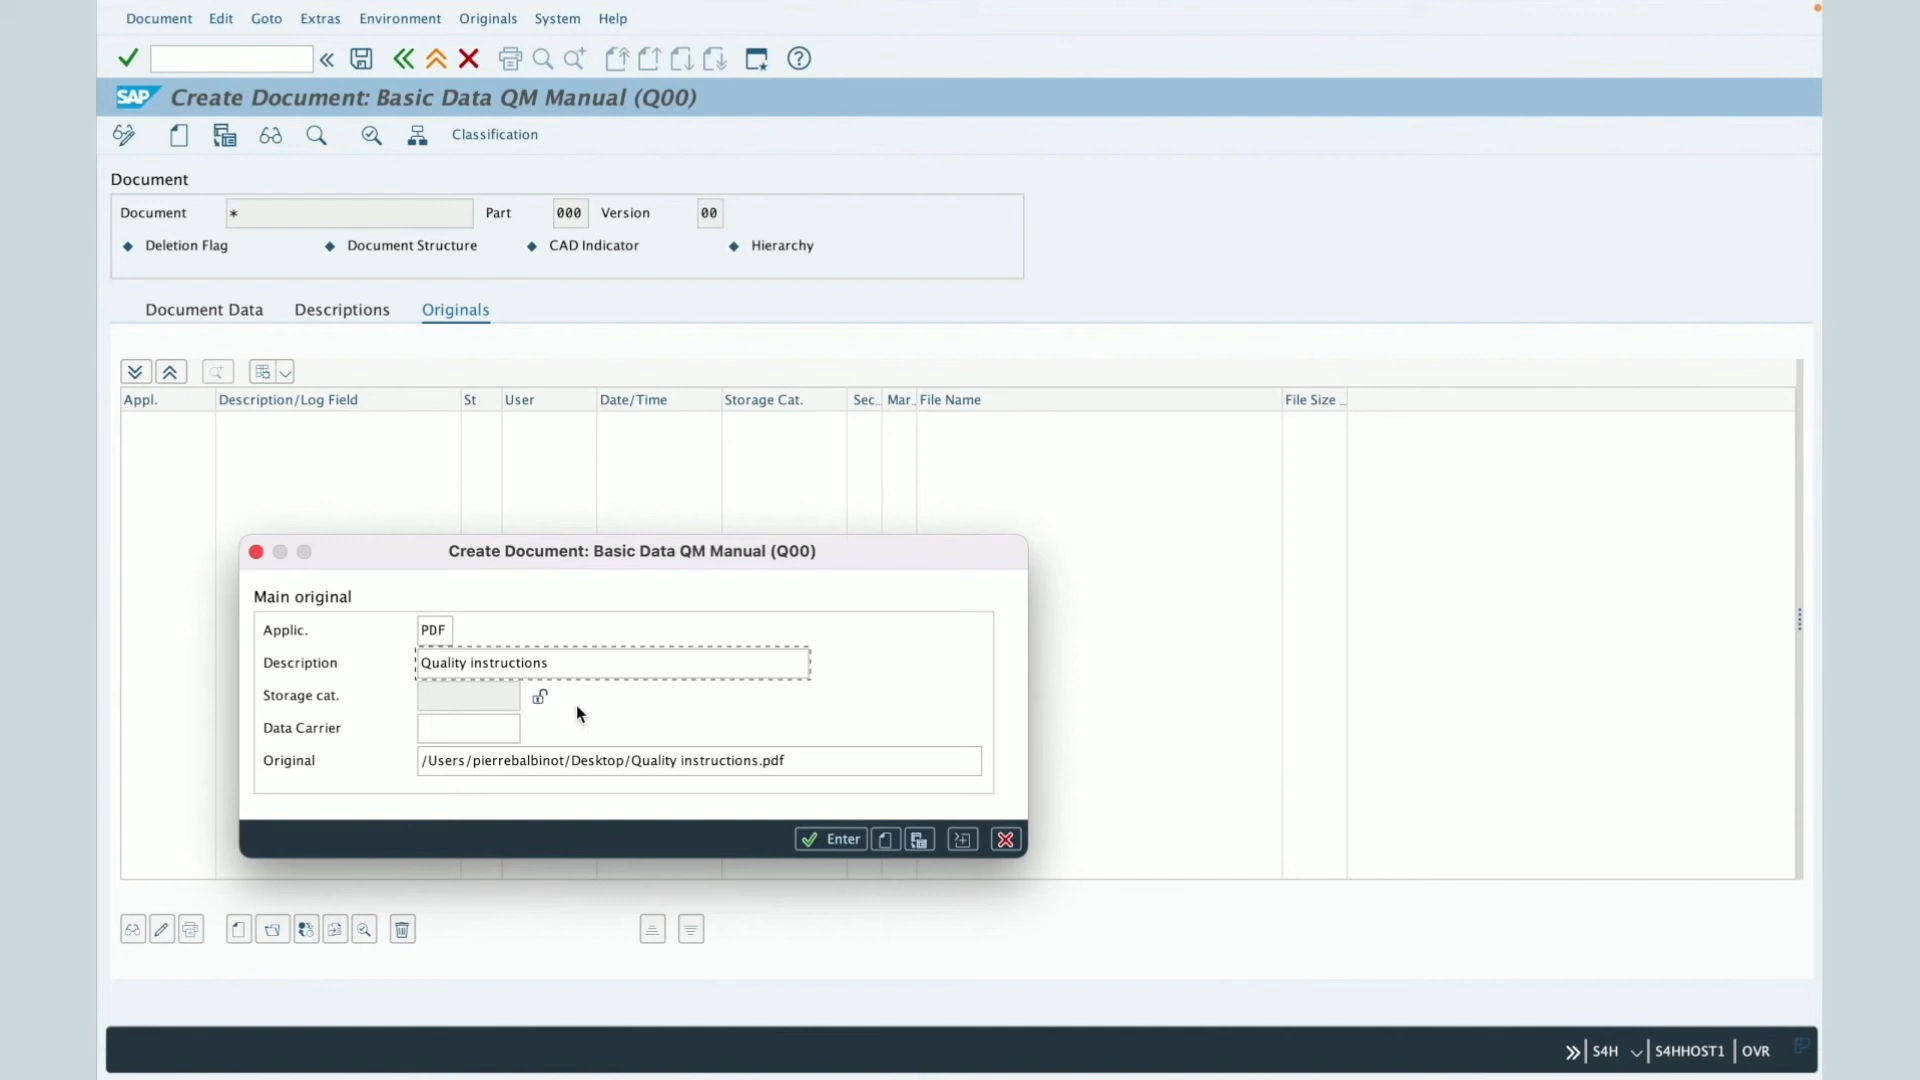 Document Edit Goto Extras Environment Originals System Help
SAP Create Document: Basic Data QM Manual (Q00)
Classification
Document
Document * Part 000 Version 00
Deletion Flag Document Structure CAD Indicator Hierarchy
Document Data Descriptions Originals
Appl. Description/Log Field St User Date/Time Storage Cat. Sec.. Mar.. File Name File Size ..
Create Document: Basic Data QM Manual (Q00)
Main original
Applic. PDF
Description Quality instructions
Storage cat.
Data Carrier
Original /Users/pierrebalbinot/Desktop/Quality instructions.pdf
Enter
S4H S4HHOST1 OVR